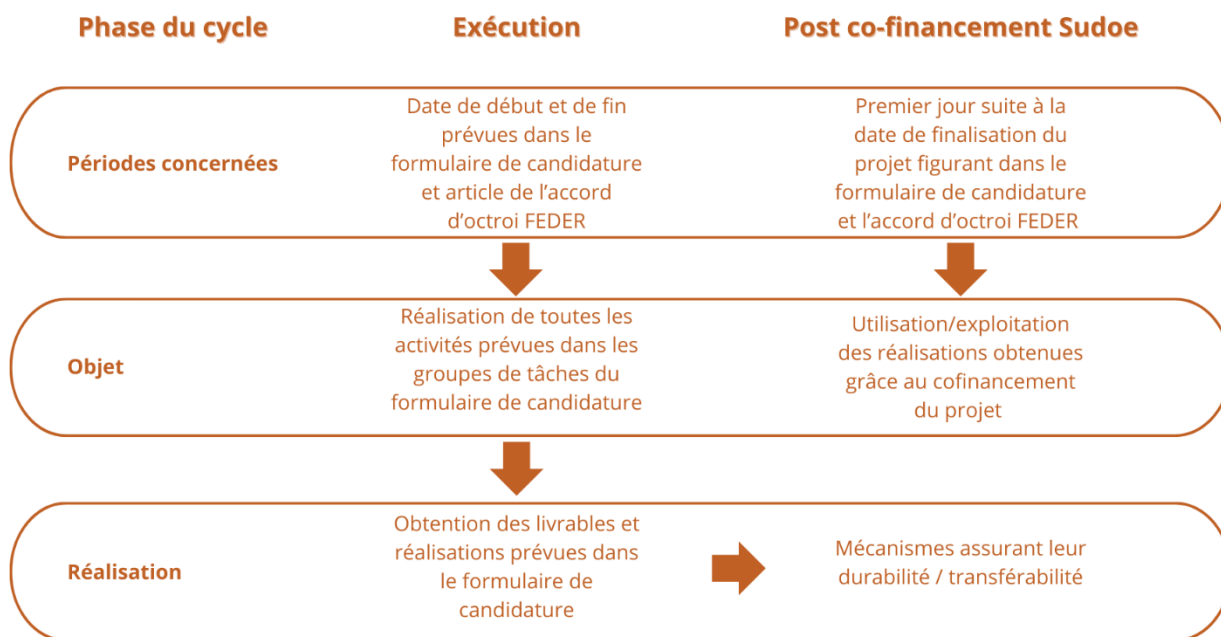 Phase du cycle
Exécution
Post co-financement Sudoe
Périodes concernées
Date de début et de fin
prévues dans le
formulaire de candidature
et article de l'accord
d'octroi FEDER
Premier jour suite à la
date de finalisation du
projet figurant dans le
formulaire de candidature
et l'accord d'octroi FEDER
Objet
Réalisation de toutes les
activités prévues dans les
groupes de tâches du
formulaire de candidature
Utilisation/exploitation
des réalisations obtenues
grâce au cofinancement
du projet
Réalisation
Obtention des livrables et
réalisations prévues dans
le formulaire de
candidature
Mécanismes assurant leur
durabilité / transférabilité